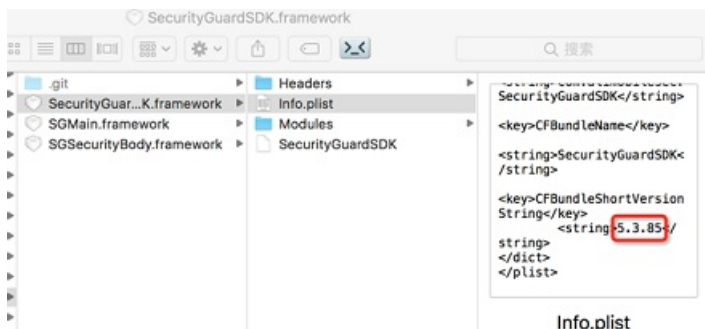 SecurityGuardSDK.framework
搜索
.git
SecurityGuar...K.framework
SGMain.framework
SGSecurityBody.framework
Headers
Info.plist
Modules
SecurityGuardSDK
SecurityGuardSDK</string>
<key>CFBundleName</key>
<string>SecurityGuardSDK<
/string>
<key>CFBundleShortVersion
String</key>
<string>5.3.85</
string>
</dict>
</plist>
Info.plist